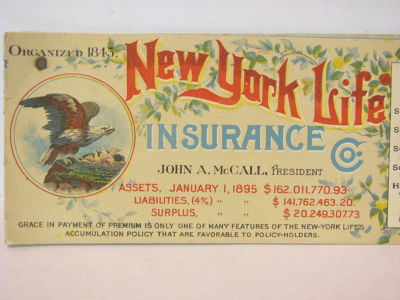 ORGANIZED 1845.
New York Life
INSURANCE Co.
JOHN A. McCALL, PRESIDENT
ASSETS, JANUARY 1, 1895 $162.011,770.93
LIABILITIES, (4%) " " $141,762,463.20.
SURPLUS, " " $20.249,307.73
GRACE IN PAYMENT OF PREMIUM IS ONLY ONE OF MANY FEATURES OF THE NEW-YORK LIFE'S
ACCUMULATION POLICY THAT ARE FAVORABLE TO POLICY-HOLDERS.
S
S
S
S
H